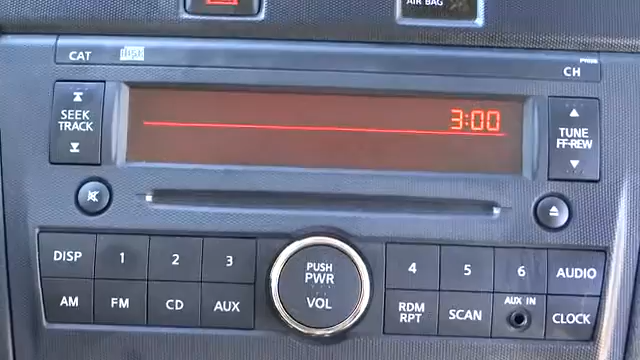 AIR BAG
CAT
disc
CH
SEEK
TRACK
3:00
TUNE
FF-REW
DISP
1
2
3
PUSH
PWR
VOL
4
5
6
AUDIO
AM
FM
CD
AUX
RDM
RPT
SCAN
AUX IN
CLOCK